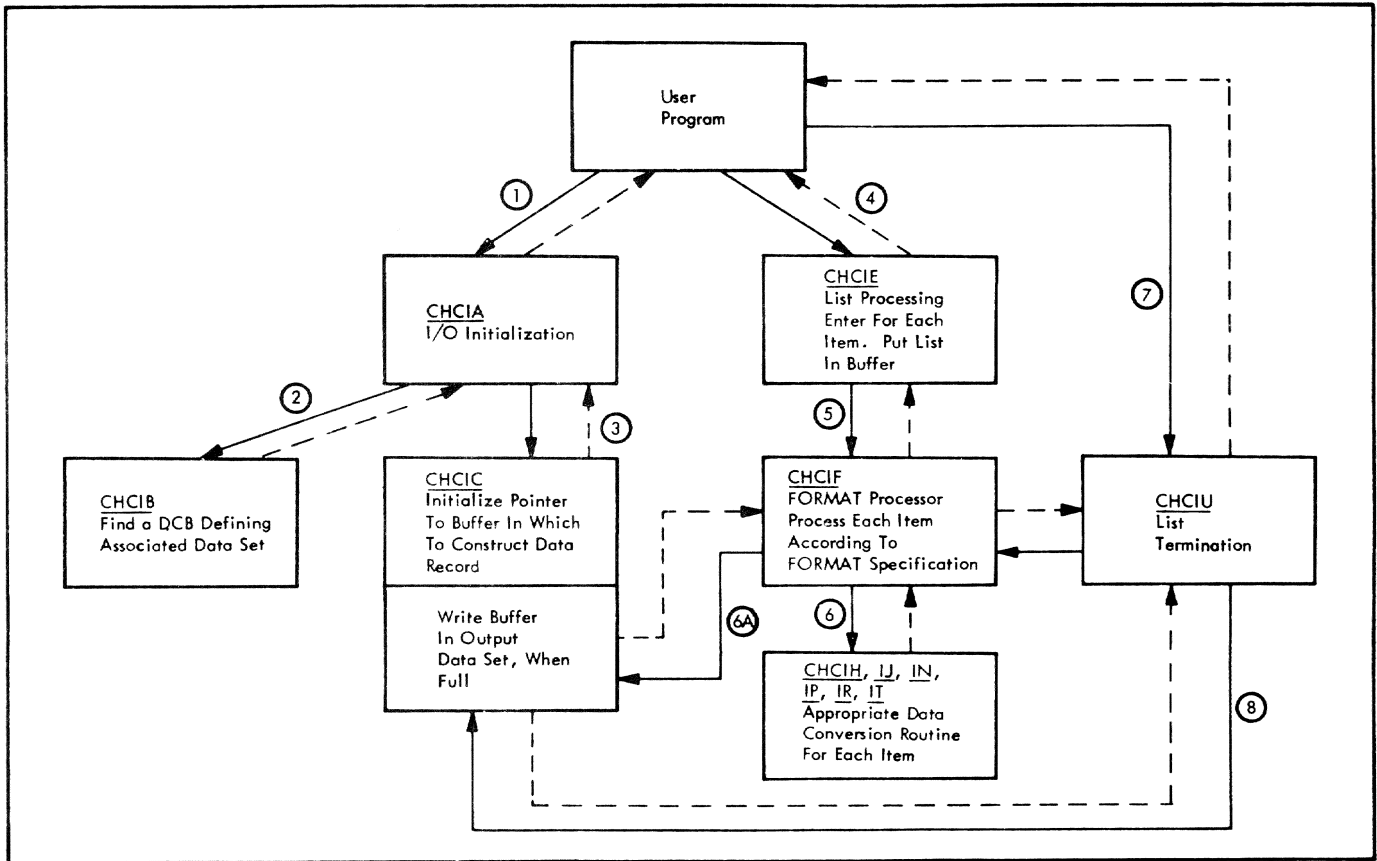 User
Program
1
4
CHCIA
I/O Initialization
CHCIE
List Processing
Enter For Each
Item. Put List
In Buffer
7
2
3
5
CHCIB
Find a DCB Defining
Associated Data Set
CHCIC
Initialize Pointer
To Buffer In Which
To Construct Data
Record
CHCIF
FORMAT Processor
Process Each Item
According To
FORMAT Specification
CHCIU
List
Termination
Write Buffer
In Output
Data Set, When
Full
6A
6
CHCIH, IJ, IN,
IP, IR, IT
Appropriate Data
Conversion Routine
For Each Item
8